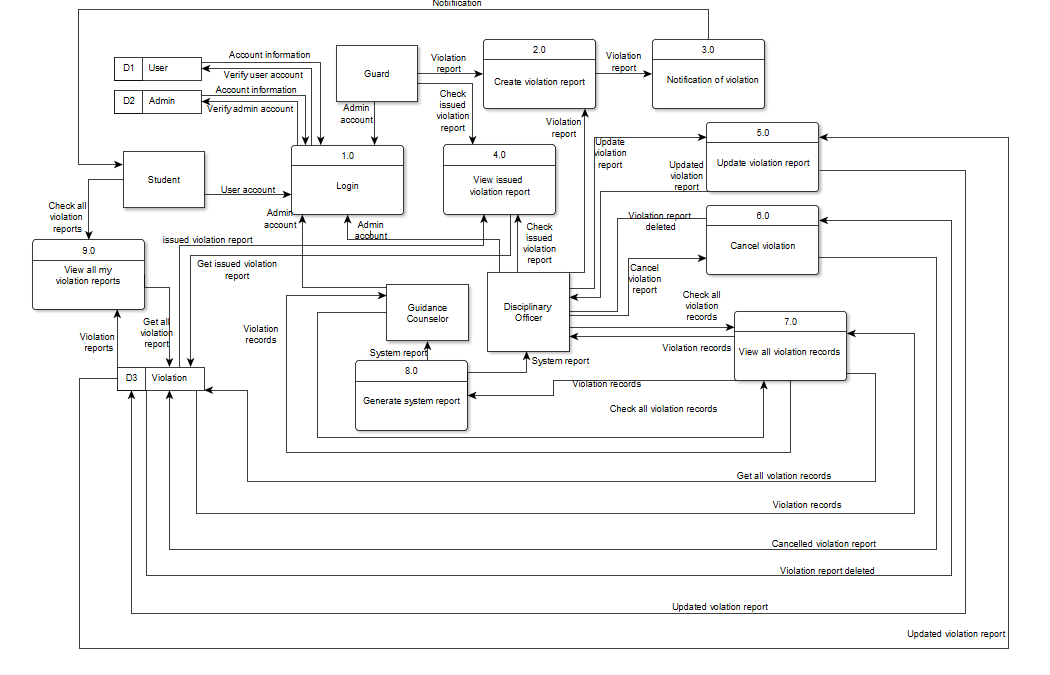 Notiification
D1 User
Account information
Verify user account
D2 Admin
Account information
Verify admin account
Guard
Violation
report
2.0
Create violation report
Violation
report
3.0
Notification of violation
Admin
account
Check
issued
violation
report
Violation
report
1.0
Login
4.0
View issued
violation report
Update
violation
report
5.0
Update violation report
Updated
violation
report
Student
User account
Check all
violation
reports
Admin
account
Admin
account
Check
issued
violation
report
Violation report
deleted
6.0
Cancel violation
issued violation report
Get issued violation
report
9.0
View all my
violation reports
Cancel
violation
report
Guidance
Counselor
Disciplinary
Officer
Check all
violation
records
7.0
View all violation records
Violation
reports
Get all
violation
report
Violation
records
Violation records
System report
System report
D3 Violation
8.0
Generate system report
Violation records
Check all violation records
Get all volation records
Violation records
Cancelled violation report
Violation report deleted
Updated volation report
Updated violation report